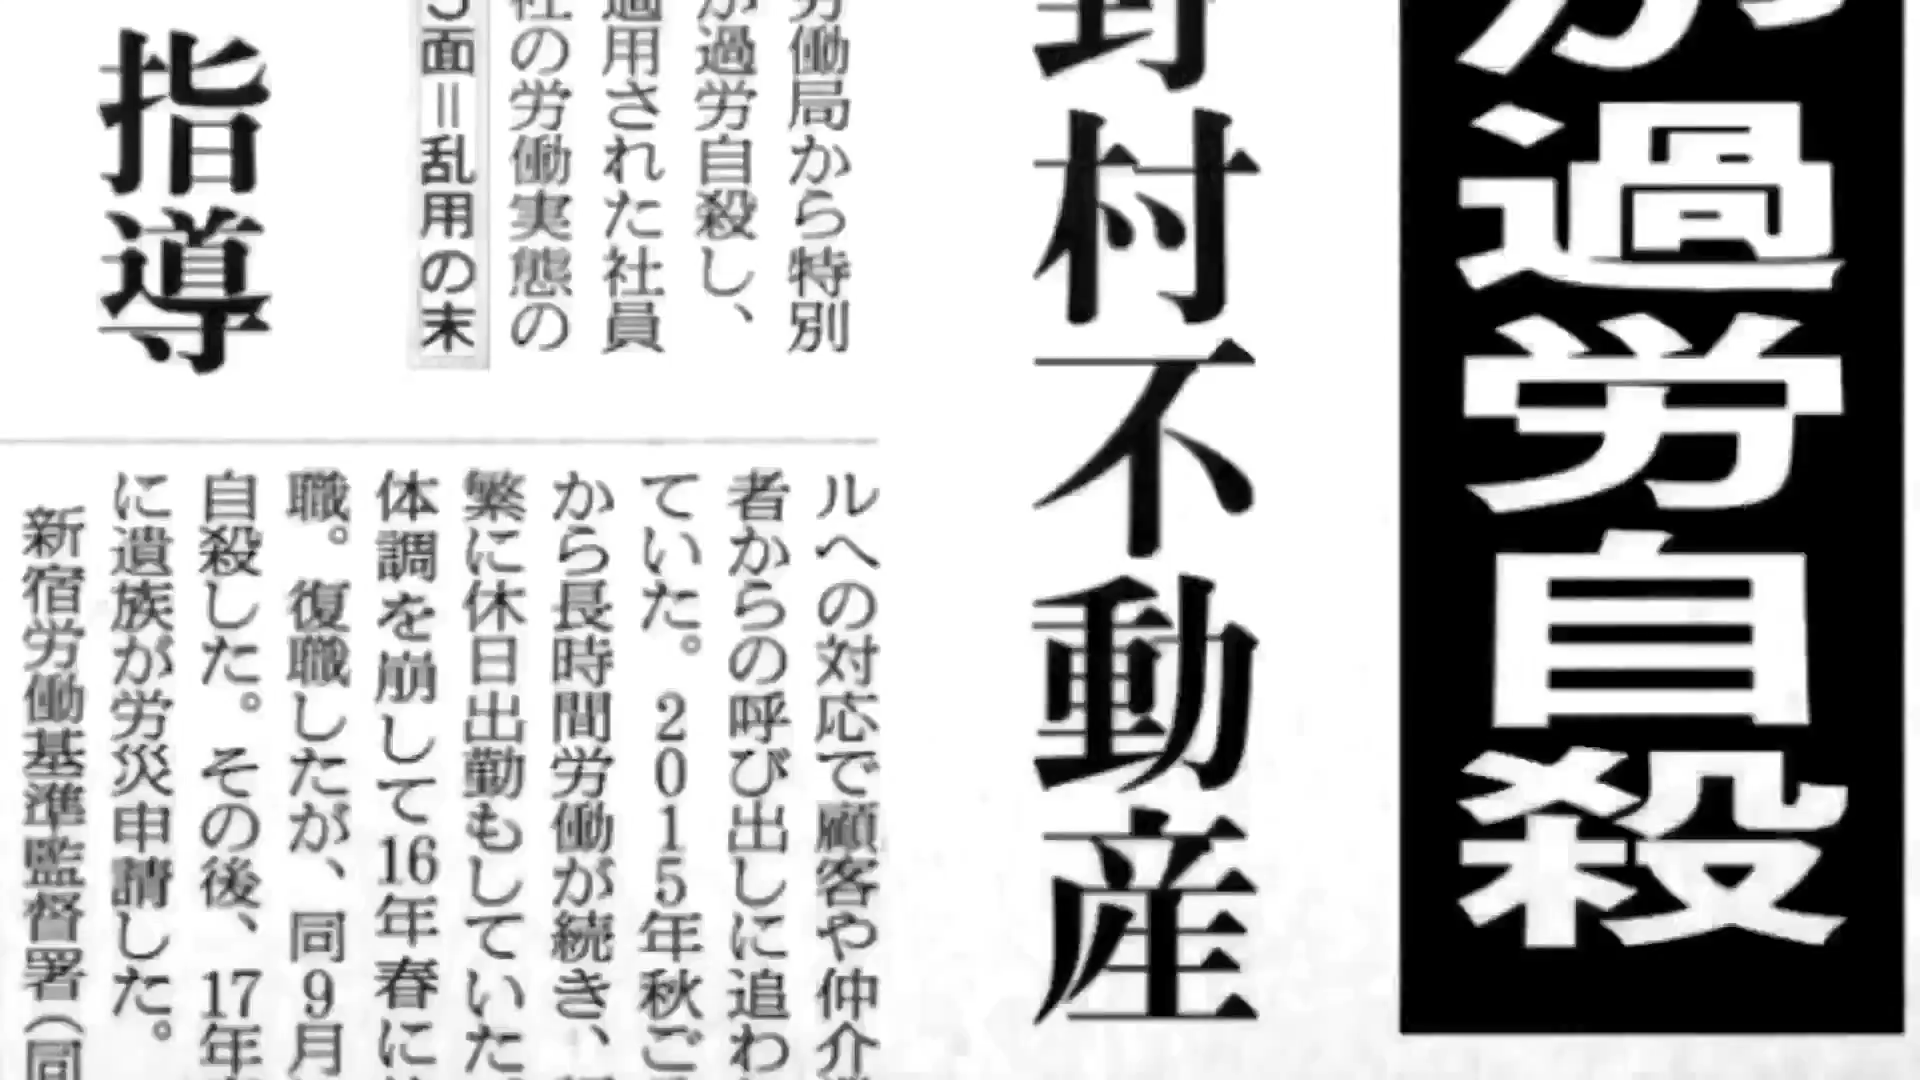 が過労自殺
野村不動産
労働局から特別
が過労自殺し、
適用された社員
社の労働実態の
5面=乱用の末
指導
ルへの対応で顧客や仲介
者からの呼び出しに追わ
ていた。2015年秋ご
から長時間労働が続き、
繁に休日出勤もしていた
体調を崩して16年春に
職。復職したが、同9月
自殺した。その後、17年
に遺族が労災申請した。
新宿労働基準監督署(同